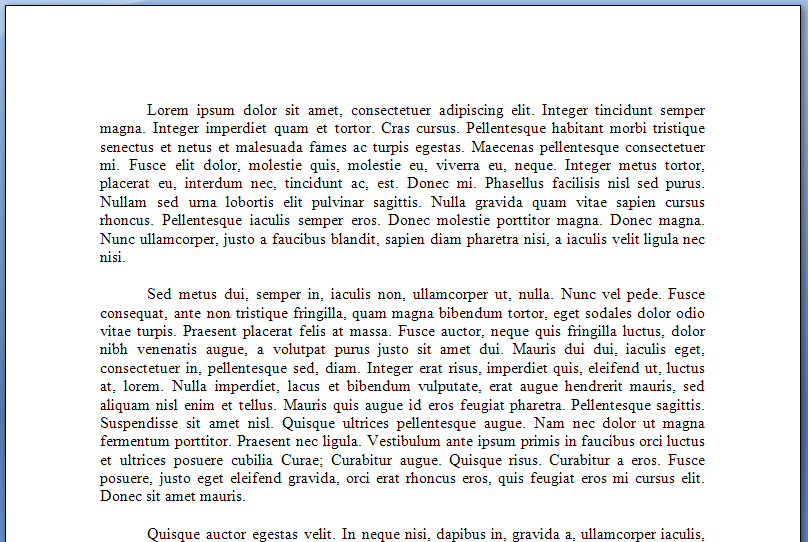 Lorem ipsum dolor sit amet, consectetuer adipiscing elit. Integer tincidunt semper
magna. Integer imperdiet quam et tortor. Cras cursus. Pellentesque habitant morbi tristique
senectus et netus et malesuada fames ac turpis egestas. Maecenas pellentesque consectetuer
mi. Fusce elit dolor, molestie quis, molestie eu, viverra eu, neque. Integer metus tortor,
placerat eu, interdum nec, tincidunt ac, est. Donec mi. Phasellus facilisis nisl sed purus.
Nullam sed urna lobortis elit pulvinar sagittis. Nulla gravida quam vitae sapien cursus
rhoncus. Pellentesque iaculis semper eros. Donec molestie porttitor magna. Donec magna.
Nunc ullamcorper, justo a faucibus blandit, sapien diam pharetra nisi, a iaculis velit ligula nec
nisi.
Sed metus dui, semper in, iaculis non, ullamcorper ut, nulla. Nunc vel pede. Fusce
consequat, ante non tristique fringilla, quam magna bibendum tortor, eget sodales dolor odio
vitae turpis. Praesent placerat felis at massa. Fusce auctor, neque quis fringilla luctus, dolor
nibh venenatis augue, a volutpat purus justo sit amet dui. Mauris dui dui, iaculis eget,
consectetuer in, pellentesque sed, diam. Integer erat risus, imperdiet quis, eleifend ut, luctus
at, lorem. Nulla imperdiet, lacus et bibendum vulputate, erat augue hendrerit mauris, sed
aliquam nisl enim et tellus. Mauris quis augue id eros feugiat pharetra. Pellentesque sagittis.
Suspendisse sit amet nisl. Quisque ultrices pellentesque augue. Nam nec dolor ut magna
fermentum porttitor. Praesent nec ligula. Vestibulum ante ipsum primis in faucibus orci luctus
et ultrices posuere cubilia Curae; Curabitur augue. Quisque risus. Curabitur a eros. Fusce
posuere, justo eget eleifend gravida, orci erat rhoncus eros, quis feugiat eros mi cursus elit.
Donec sit amet mauris.
Quisque auctor egestas velit. In neque nisi, dapibus in, gravida a, ullamcorper iaculis,